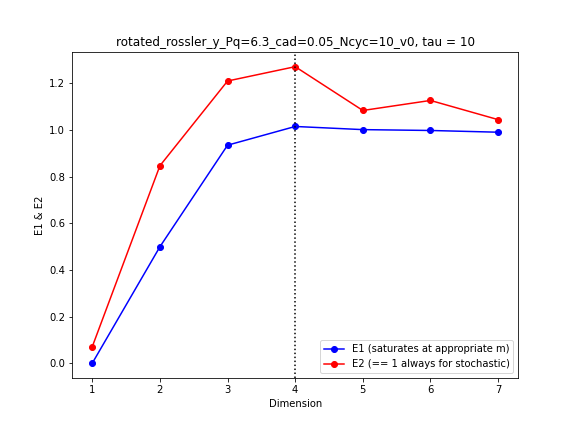 rotated_rossler_y_Pq=6.3_cad=0.05_Ncyc=10_v0, tau = 10
E1 & E2
1.2
1.0
0.8
0.6
0.4
0.2
0.0
E1 (saturates at appropriate m)
E2 (== 1 always for stochastic)
1 2 3 4 5 6 7
Dimension